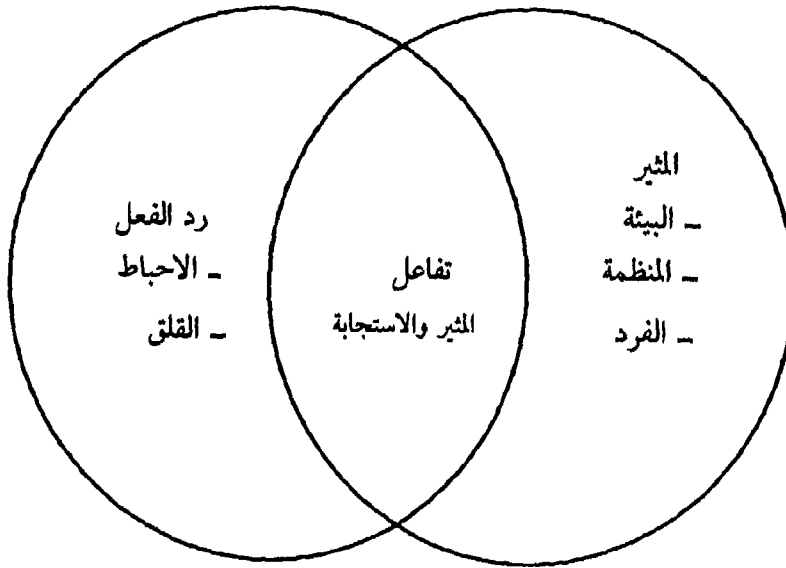 المثير
- البيئة
- المنظمة
- الفرد
تفاعل
المثير والاستجابة
رد الفعل
- الاحباط
- القلق